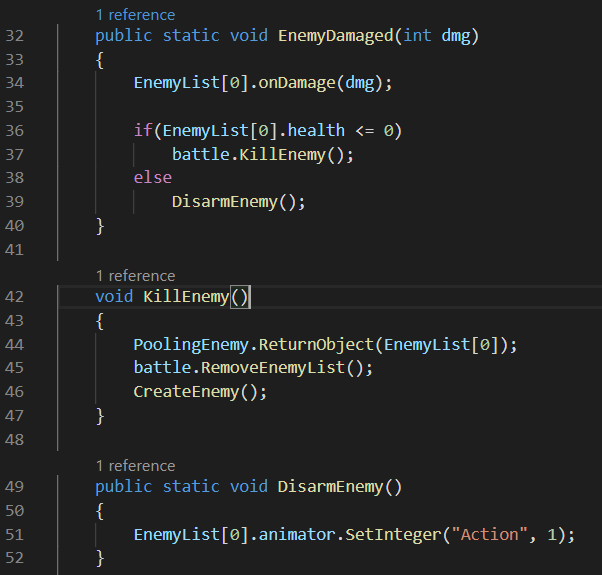 1 reference
32 public static void EnemyDamaged(int dmg)
33 {
34 EnemyList[0].onDamage(dmg);
35
36 if(EnemyList[0].health <= 0)
37 battle.KillEnemy();
38 else
39 DisarmEnemy();
40 }
41
1 reference
42 void KillEnemy()
43 {
44 PoolingEnemy.ReturnObject(EnemyList[0]);
45 battle.RemoveEnemyList();
46 CreateEnemy();
47 }
48
1 reference
49 public static void DisarmEnemy()
50 {
51 EnemyList[0].animator.SetInteger("Action", 1);
52 }